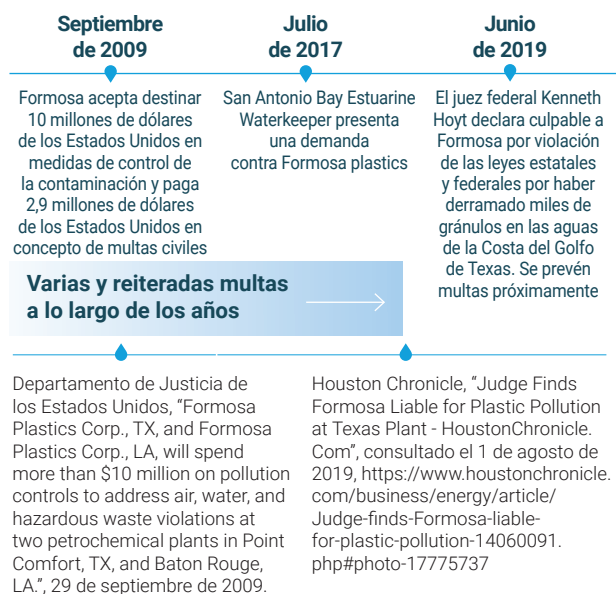 Septiembre
de 2009
Formosa acepta destinar
10 millones de dólares
de los Estados Unidos en
medidas de control de
la contaminación y paga
2,9 millones de dólares
de los Estados Unidos en
concepto de multas civiles
Julio
de 2017
San Antonio Bay Estuarine
Waterkeeper presenta
una demanda
contra Formosa plastics
Junio
de 2019
El juez federal Kenneth
Hoyt declara culpable a
Formosa por violación
de las leyes estatales
y federales por haber
derramado miles de
gránulos en las aguas
de la Costa del Golfo
de Texas. Se prevén
multas próximamente
Varias y reiteradas multas
a lo largo de los años
Departamento de Justicia de
los Estados Unidos, “Formosa
Plastics Corp., TX, and Formosa
Plastics Corp., LA, will spend
more than $10 million on pollution
controls to address air, water, and
hazardous waste violations at
two petrochemical plants in Point
Comfort, TX, and Baton Rouge,
LA.”, 29 de septiembre de 2009.
Houston Chronicle, “Judge Finds
Formosa Liable for Plastic Pollution
at Texas Plant - HoustonChronicle.
Com”, consultado el 1 de agosto de
2019, https://www.houstonchronicle.
com/business/energy/article/
Judge-finds-Formosa-liable-
for-plastic-pollution-14060091.
php#photo-17775737